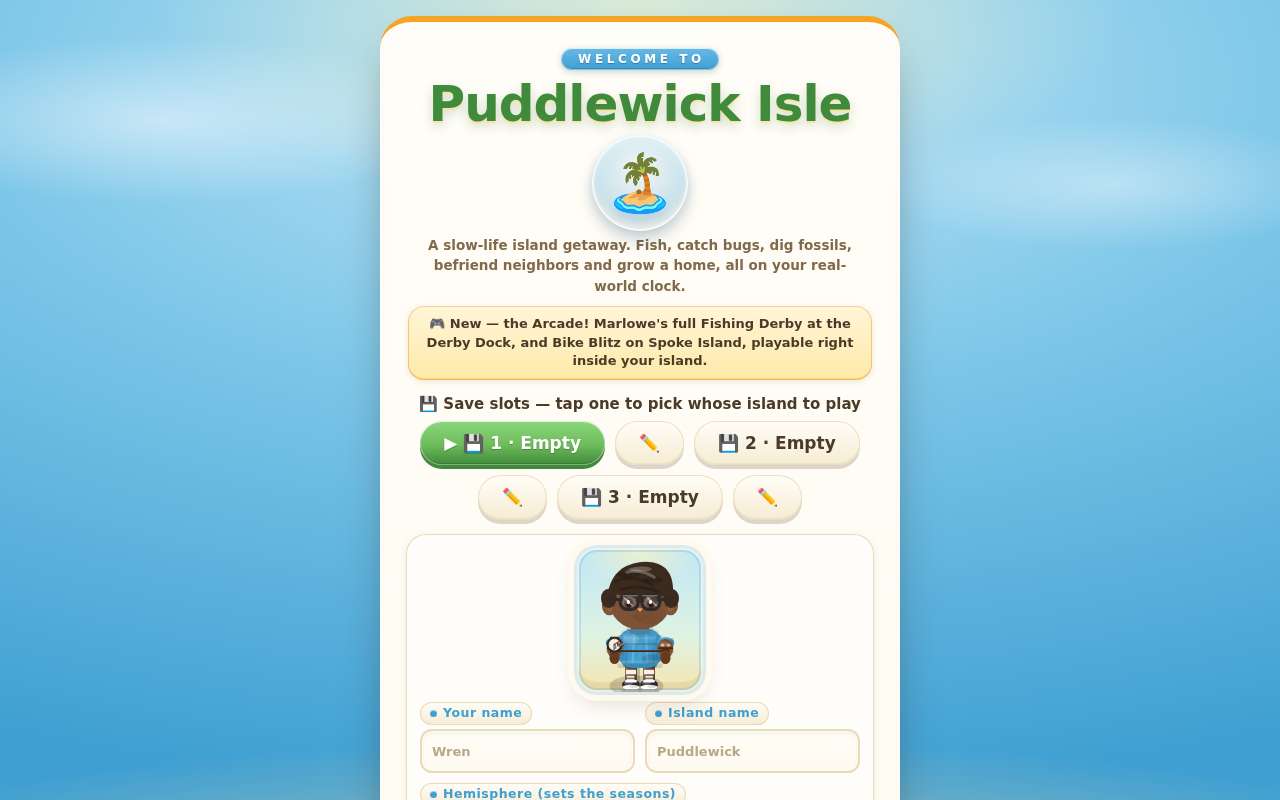 WELCOME TO
Puddlewick Isle
A slow-life island getaway. Fish, catch bugs, dig fossils,
befriend neighbors and grow a home, all on your real-
world clock.
🎮 New — the Arcade! Marlowe's full Fishing Derby at the
Derby Dock, and Bike Blitz on Spoke Island, playable right
inside your island.
💾 Save slots — tap one to pick whose island to play
▶ 💾 1 · Empty
✏️
💾 2 · Empty
✏️
💾 3 · Empty
✏️
Your name
Island name
Wren
Puddlewick
Hemisphere (sets the seasons)